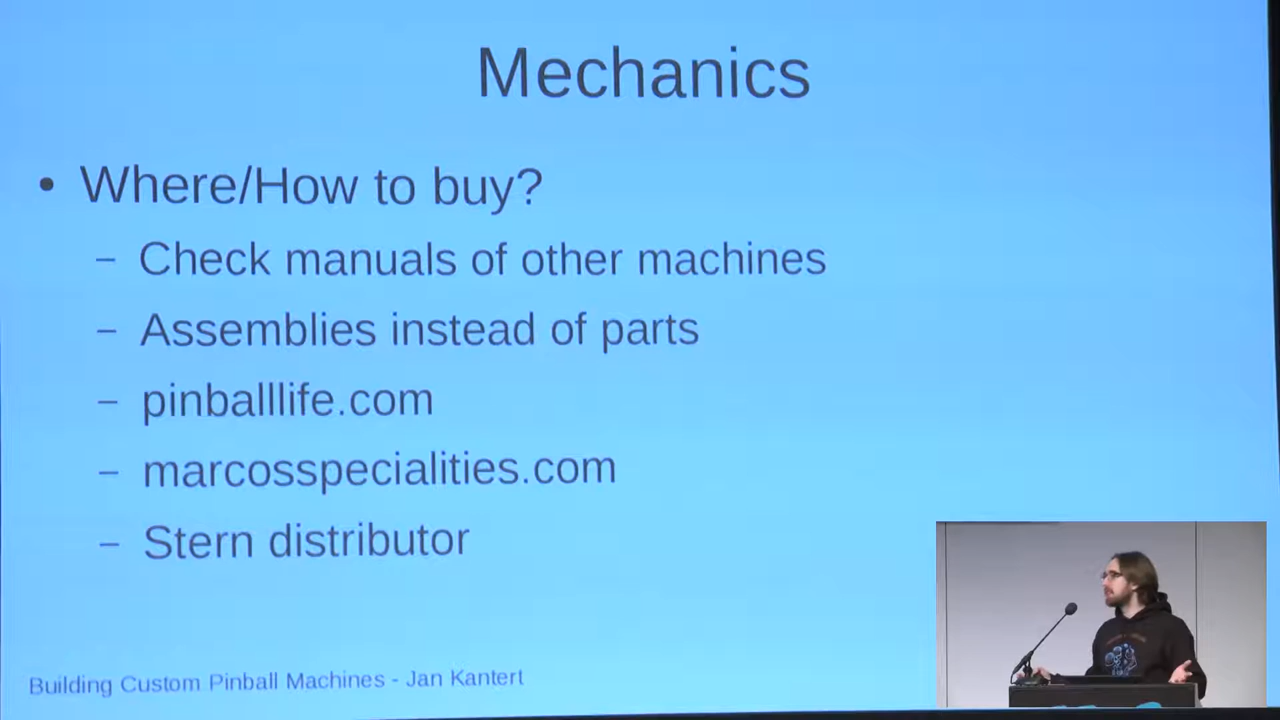 Mechanics
• Where/How to buy?
– Check manuals of other machines
– Assemblies instead of parts
– pinballlife.com
– marcosspecialities.com
– Stern distributor
Building Custom Pinball Machines - Jan Kantert